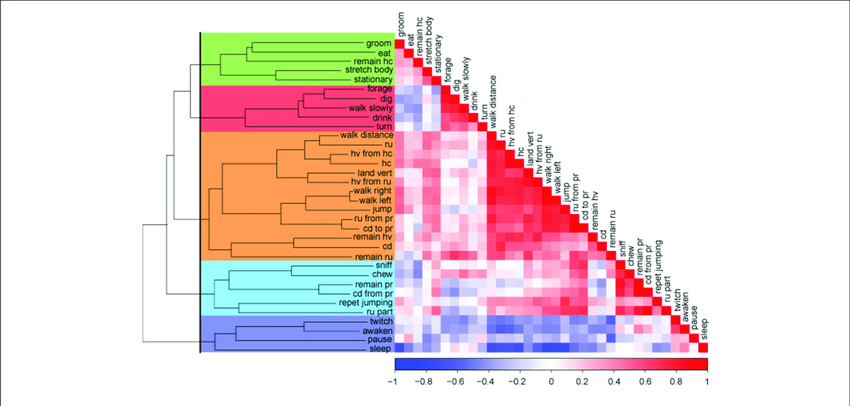 groom
eat
remain hc
stretch body
stationary
forage
dig
walk slowly
drink
turn
walk distance
ru
hv from hc
hc
land vert
hv from ru
walk right
walk left
jump
ru from pr
cd to pr
remain hv
cd
remain ru
sniff
chew
remain pr
cd from pr
repet jumping
ru part
twitch
awaken
pause
sleep
groom
eat
remain hc
stretch body
stationary
forage
dig
walk slowly
drink
turn
walk distance
ru
hv from hc
hc
land vert
hv from ru
walk right
walk left
jump
ru from pr
cd to pr
remain hv
cd
remain ru
sniff
chew
remain pr
cd from pr
repet jumping
ru part
twitch
awaken
pause
sleep
−1 −0.8 −0.6 −0.4 −0.2 0 0.2 0.4 0.6 0.8 1